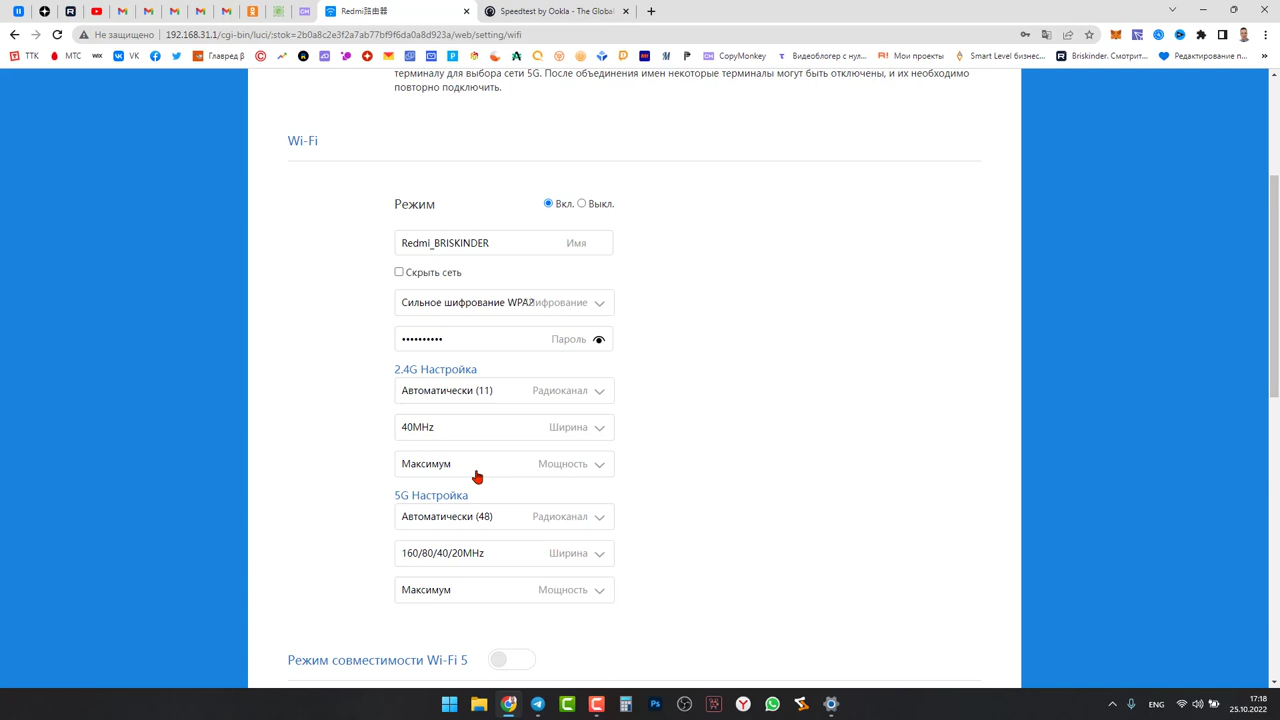 Redmi路由器
Speedtest by Ookla - The Global
Не защищено
192.168.31.1/cgi-bin/luci/;stok=2b0a8c2e3f2a7ab77bf9f6da0a8d923a/web/setting/wifi
ТТК
МТС
WIX
VK
Главред β
CopyMonkey
Видеоблогер с нул...
Мои проекты
Smart Level бизнес...
Briskinder. Смотрит...
Редактирование п...
терминалу для выбора сети 5G. После объединения имен некоторые терминалы могут быть отключены, и их необходимо
повторно подключить.
Wi-Fi
Режим
Вкл.
Выкл.
Redmi_BRISKINDER
Имя
Скрыть сеть
Сильное шифрование WPA2
ифрование
••••••••••
Пароль
2.4G Настройка
Автоматически (11)
Радиоканал
40MHz
Ширина
Максимум
Мощность
5G Настройка
Автоматически (48)
Радиоканал
160/80/40/20MHz
Ширина
Максимум
Мощность
Режим совместимости Wi-Fi 5
ENG
17:18
25.10.2022